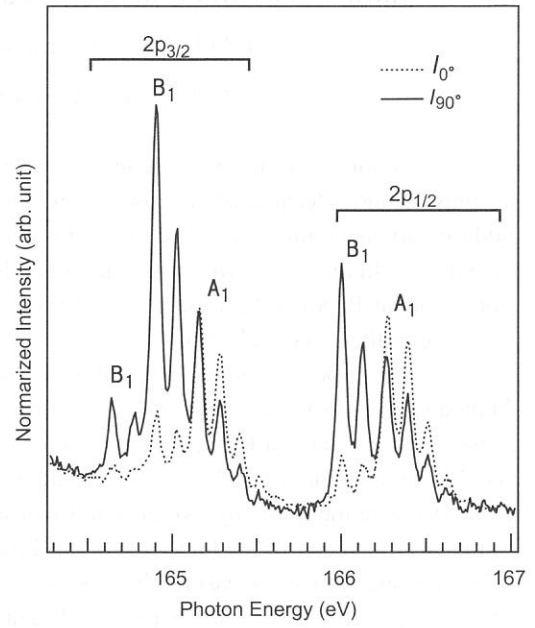 2p3/2
B1
I0°
I90°
2p1/2
B1
A1
A1
B1
Normarized Intensity (arb. unit)
165
166
167
Photon Energy (eV)